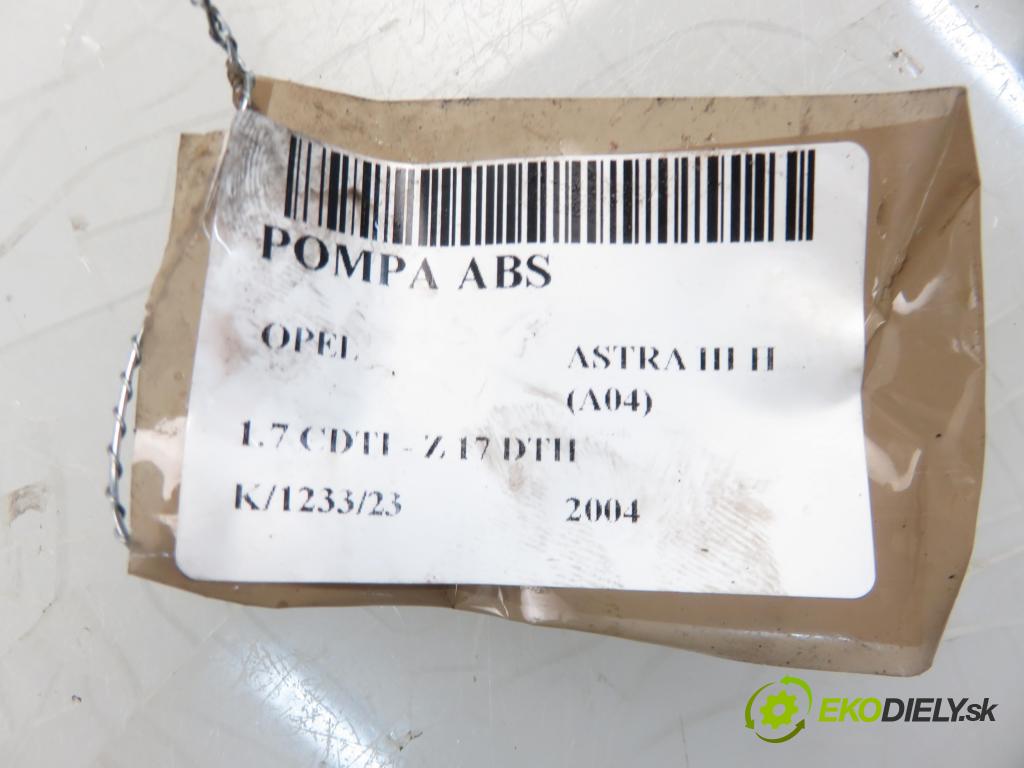 POMPA ABS
OPEL ASTRA III H
(A04)
1.7 CDTI - Z 17 DTH
K/1233/23 2004
EKODIELY.sk